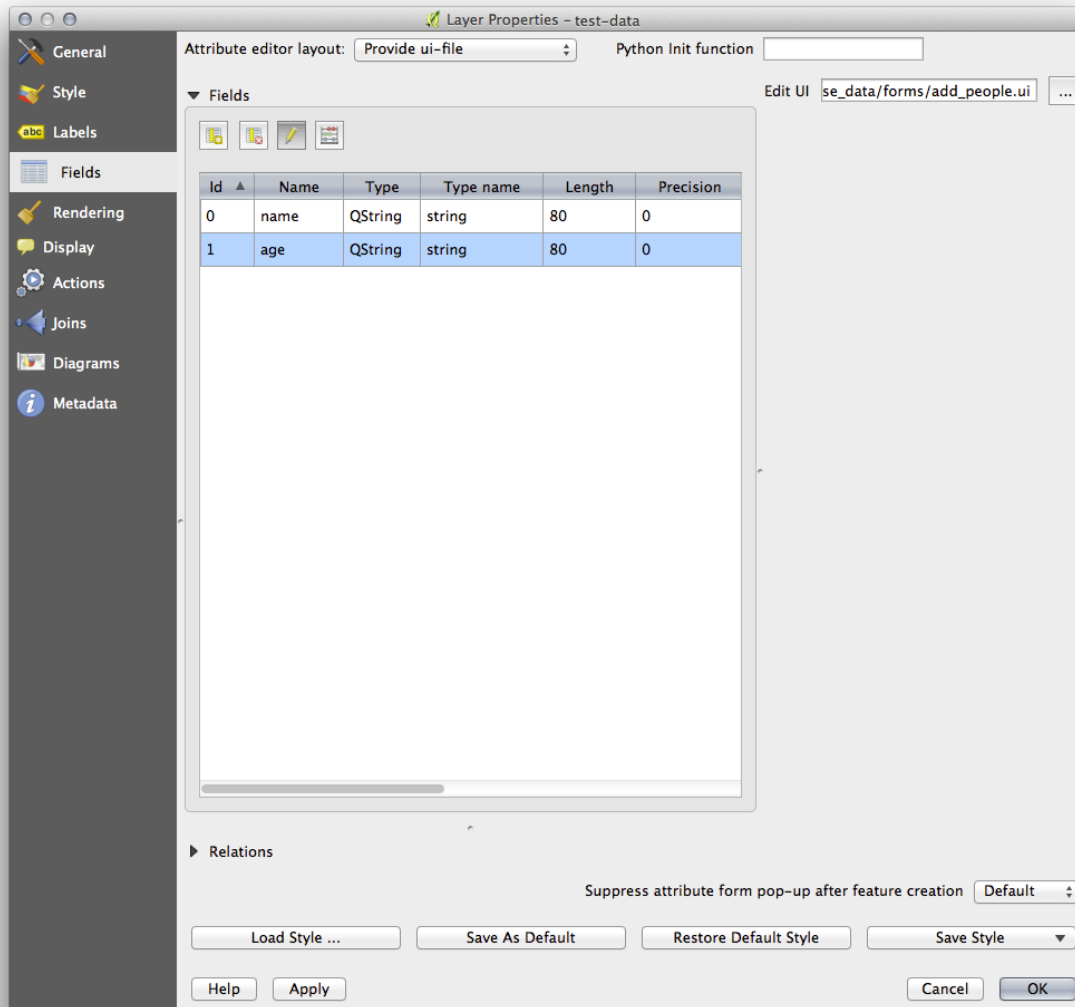 Layer Properties - test-data
General
Style
abc Labels
Fields
Rendering
Display
Actions
Joins
Diagrams
i Metadata
Attribute editor layout: Provide ui-file Python Init function
Fields
Edit UI se_data/forms/add_people.ui ...
Id Name Type Type name Length Precision
0 name QString string 80 0
1 age QString string 80 0
Relations
Suppress attribute form pop-up after feature creation Default
Load Style ... Save As Default Restore Default Style Save Style
Help Apply Cancel OK